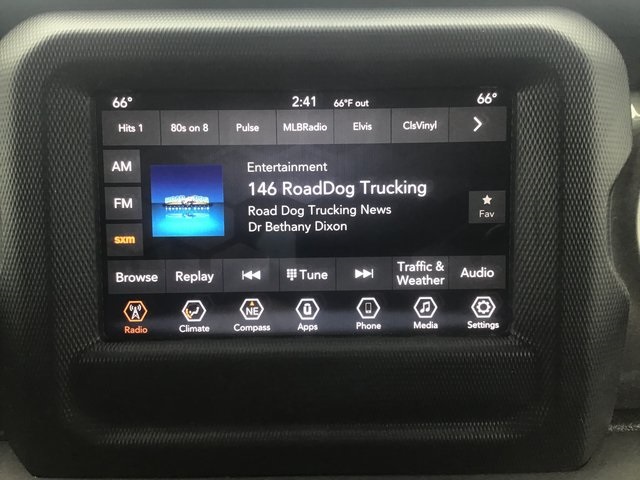 66° 2:41 66°F out 66°
Hits 1 80s on 8 Pulse MLBRadio Elvis ClsVinyl
AM
FM
sxm
Entertainment
146 RoadDog Trucking
Road Dog Trucking News
Dr Bethany Dixon
Fav
Browse Replay Tune Traffic & Weather Audio
NE
Radio Climate Compass Apps Phone Media Settings